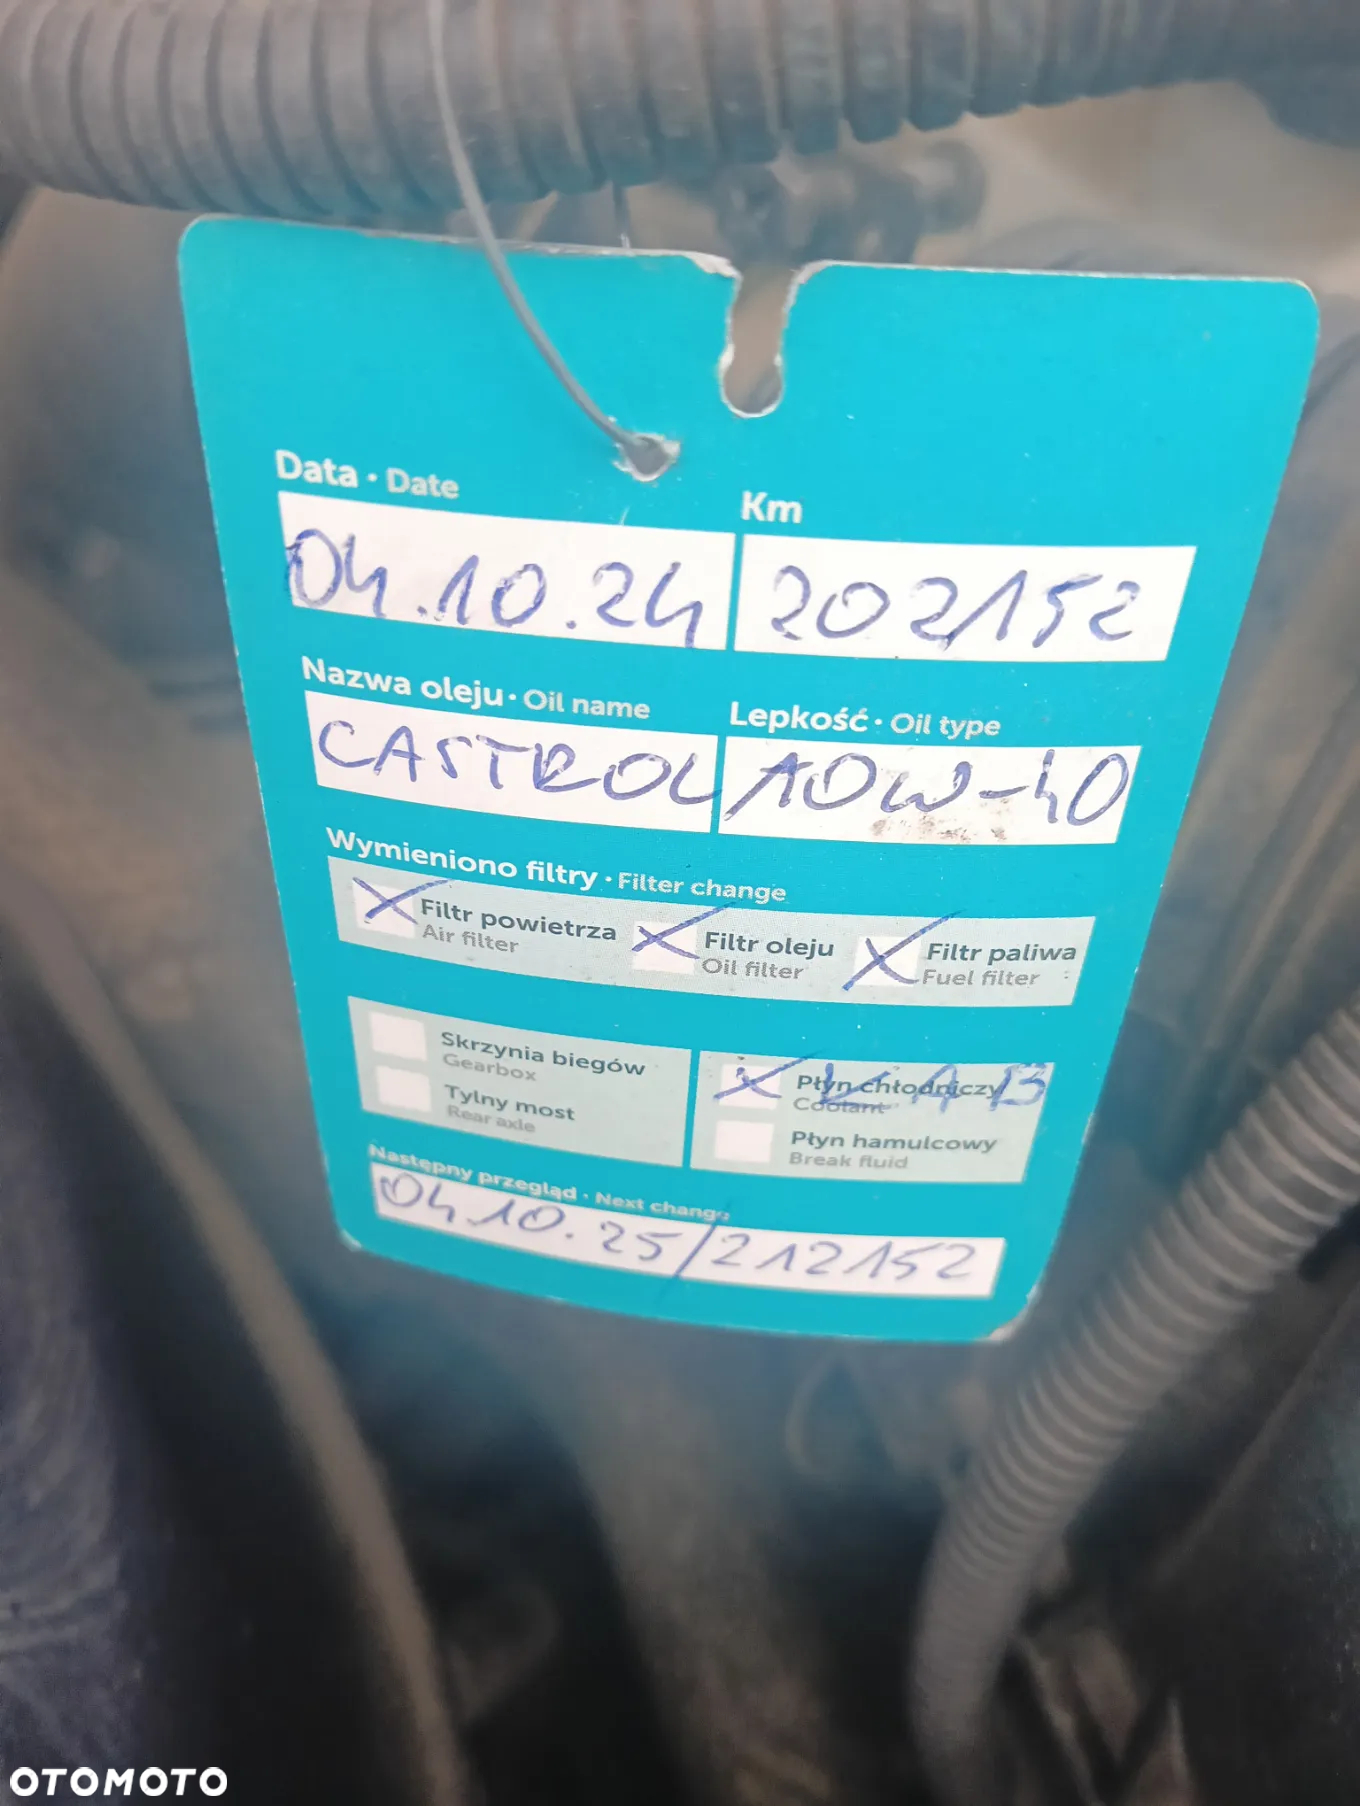 Data · Date
Km
04.10.24
202152
Nazwa oleju · Oil name
Lepkość · Oil type
CASTROL
10W-40
Wymieniono filtry · Filter change
X Filtr powietrza
Air filter
X Filtr oleju
Oil filter
X Filtr paliwa
Fuel filter
Skrzynia biegów
Gearbox
Tylny most
Rear axle
X Płyn chłodniczy
Coolant
Płyn hamulcowy
Break fluid
Następny przegląd · Next change
04.10.25/212152
OTOMOTO